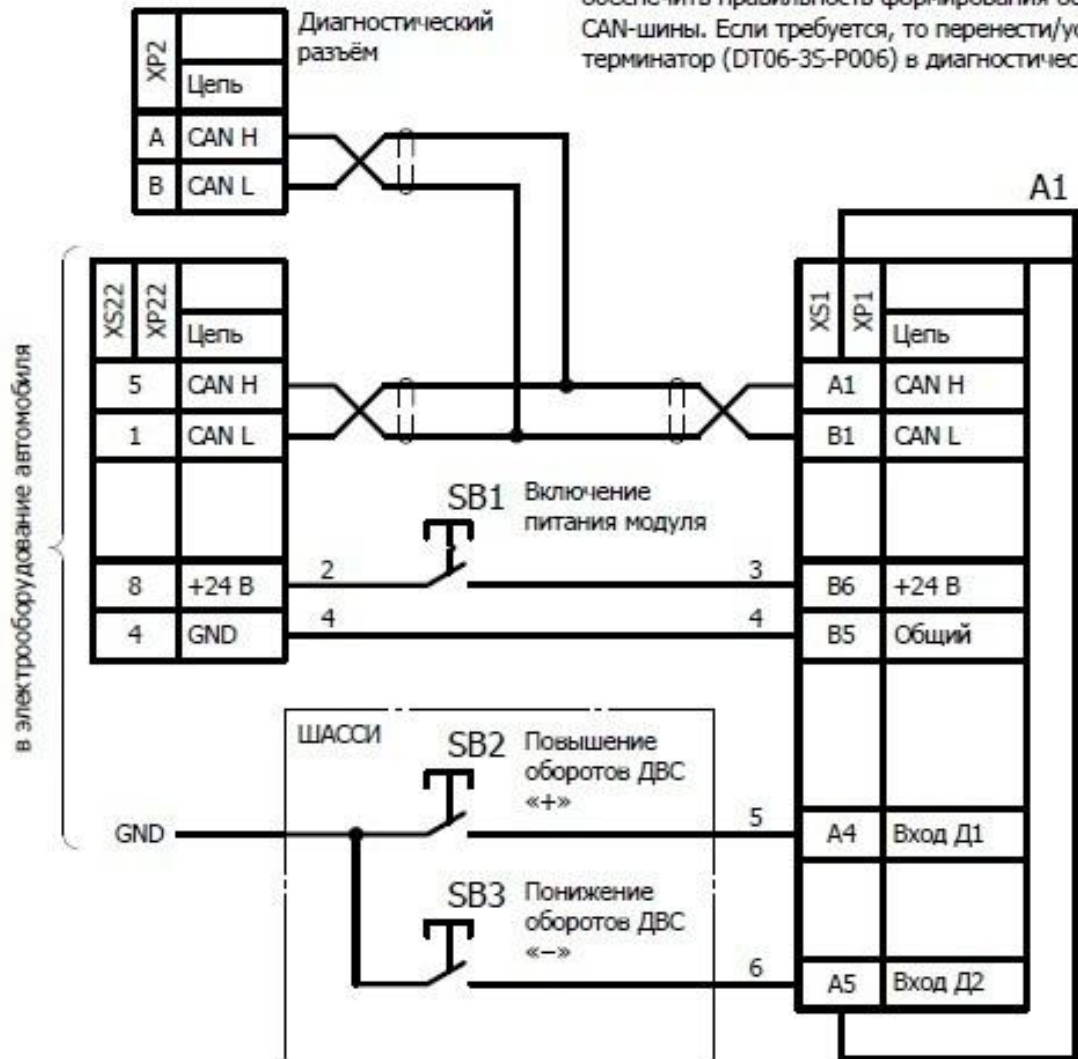 обеспечить правильность формирования
CAN-шины. Если требуется, то перенести/
терминатор (DT06-3S-P006) в
Диагностический
разъём
XP2
Цепь
A CAN H
B CAN L
A1
в электрооборудование автомобиля
XS22 XP22
Цепь
5 CAN H
1 CAN L
8 +24 В
4 GND
XS1 XP1
Цепь
A1 CAN H
B1 CAN L
B6 +24 В
B5 Общий
A4 Вход Д1
A5 Вход Д2
SB1 Включение
питания модуля
2 3
4 4
ШАССИ
SB2 Повышение
оборотов ДВС
«+»
GND 5
SB3 Понижение
оборотов ДВС
«−»
6